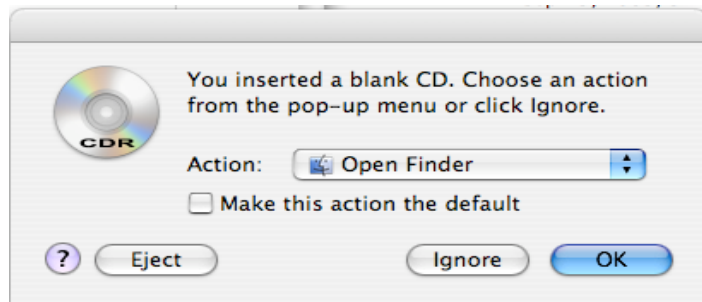 You inserted a blank CD. Choose an action
from the pop-up menu or click Ignore.
CDR
Action: Open Finder
Make this action the default
? Eject Ignore OK